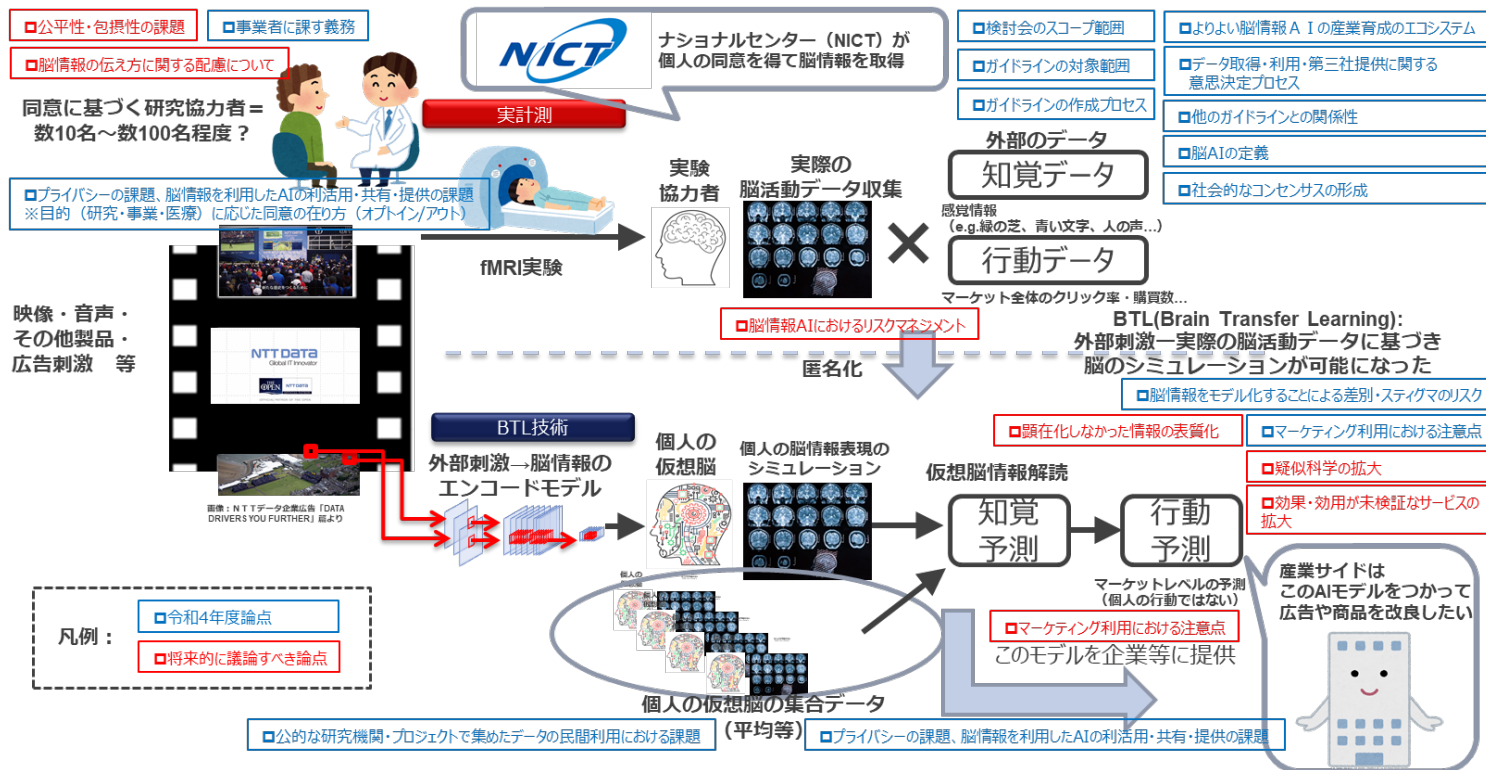 公平性・包摂性の課題
事業者に課す義務
脳情報の伝え方に関する配慮について
同意に基づく研究協力者＝
数10名～数100名程度？
NICT
ナショナルセンター（NICT）が
個人の同意を得て脳情報を取得
検討会のスコープ範囲
ガイドラインの対象範囲
ガイドラインの作成プロセス
よりよい脳情報ＡＩの産業育成のエコシステム
データ取得・利用・第三社提供に関する
意思決定プロセス
他のガイドラインとの関係性
脳AIの定義
社会的なコンセンサスの形成
実計測
プライバシーの課題、脳情報を利用したAIの利活用・共有・提供の課題
※目的（研究・事業・医療）に応じた同意の在り方（オプトイン/アウト）
fMRI実験
実験
協力者
実際の
脳活動データ収集
外部のデータ
知覚データ
感覚情報
（e.g.緑の芝、青い文字、人の声…）
行動データ
マーケット全体のクリック率・購買数…
映像・音声・
その他製品・
広告刺激　等
NTT DATA
Global IT Innovator
THE OPEN
NTT DATA
画像：ＮＴＴデータ企業広告「DATA
DRIVERS YOU FURTHER」篇より
脳情報AIにおけるリスクマネジメント
匿名化
BTL(Brain Transfer Learning):
外部刺激ー実際の脳活動データに基づき
脳のシミュレーションが可能になった
脳情報をモデル化することによる差別・スティグマのリスク
顕在化しなかった情報の表質化
マーケティング利用における注意点
疑似科学の拡大
効果・効用が未検証なサービスの
拡大
BTL技術
外部刺激→脳情報の
エンコードモデル
個人の
仮想脳
個人の脳情報表現の
シミュレーション
仮想脳情報解読
知覚
予測
行動
予測
マーケットレベルの予測
（個人の行動ではない）
マーケティング利用における注意点
このモデルを企業等に提供
産業サイドは
このAIモデルをつかって
広告や商品を改良したい
個人の
仮想脳
個人の仮想脳の集合データ
（平均等）
凡例：
令和4年度論点
将来的に議論すべき論点
公的な研究機関・プロジェクトで集めたデータの民間利用における課題
プライバシーの課題、脳情報を利用したAIの利活用・共有・提供の課題